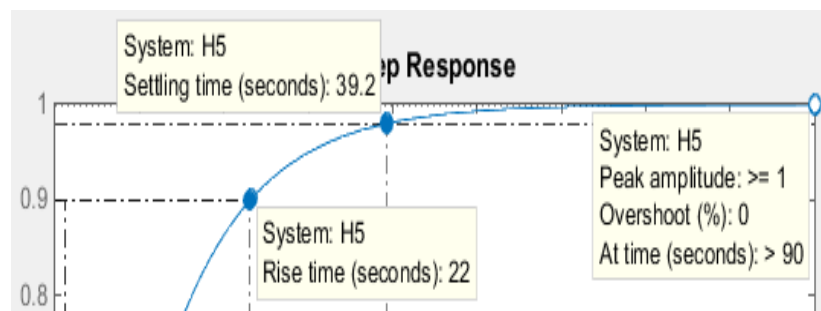 System: H5
Settling time (seconds): 39.2
ep Response
1
System: H5
Peak amplitude: >= 1
Overshoot (%): 0
At time (seconds): > 90
0.9
System: H5
Rise time (seconds): 22
0.8